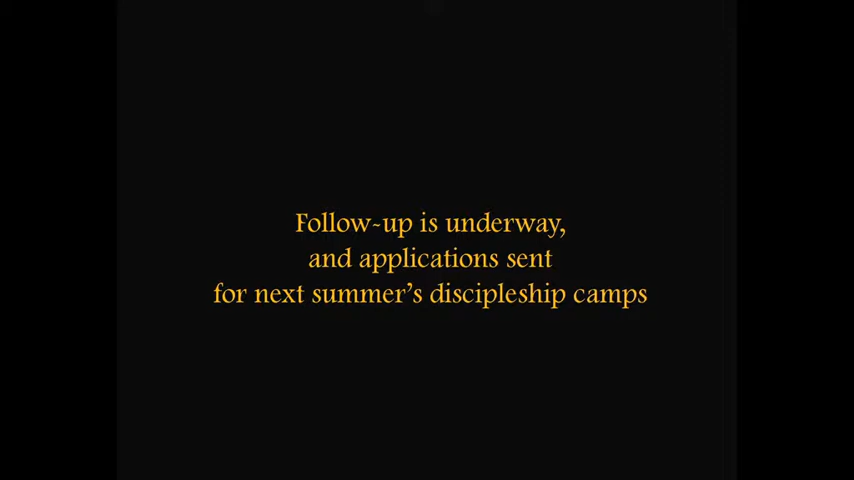 Follow-up is underway,
and applications sent
for next summer’s discipleship camps